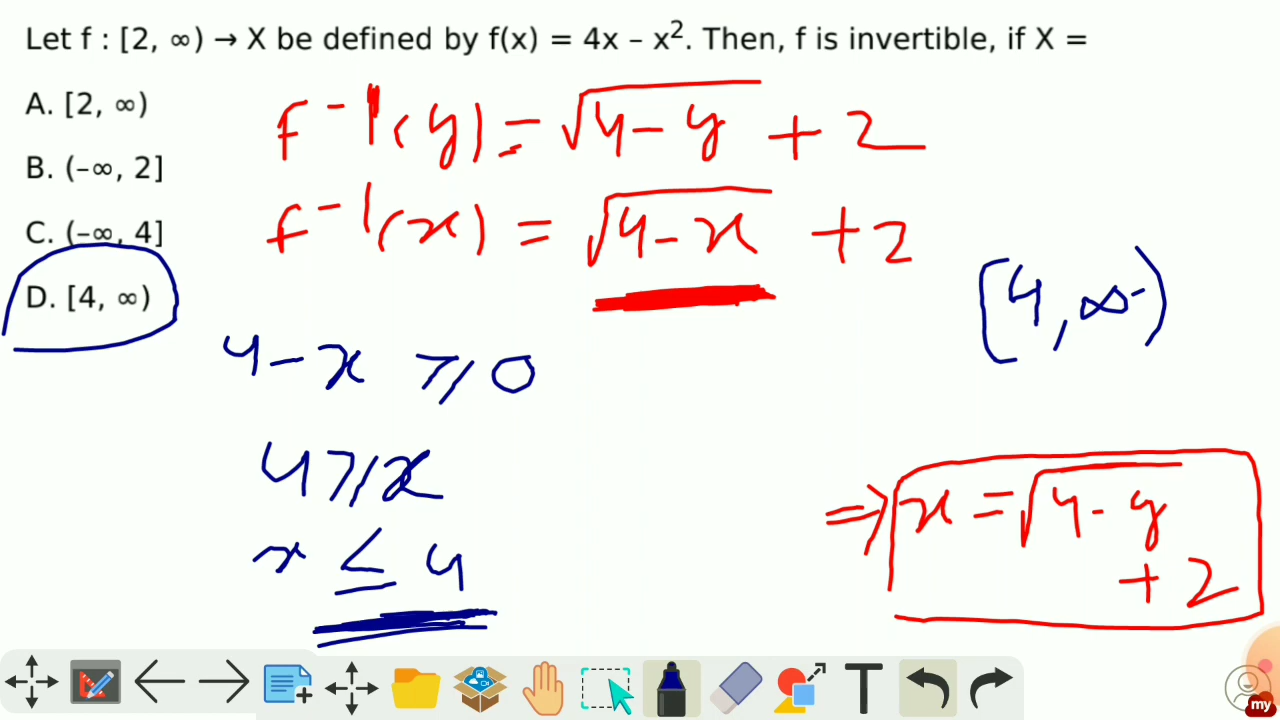 Let f : [2, ∞) → X be defined by f(x) = 4x – x². Then, f is invertible, if X =
A. [2, ∞)
f⁻¹(y) = √(4-y) + 2
B. (–∞, 2]
f⁻¹(x) = √(4-x) + 2
C. (–∞, 4]
D. [4, ∞)
[4, ∞)
4-x ⩾ 0
4 ⩾ x
⇒ x = √(4-y)
+ 2
x ≤ 4
T
my